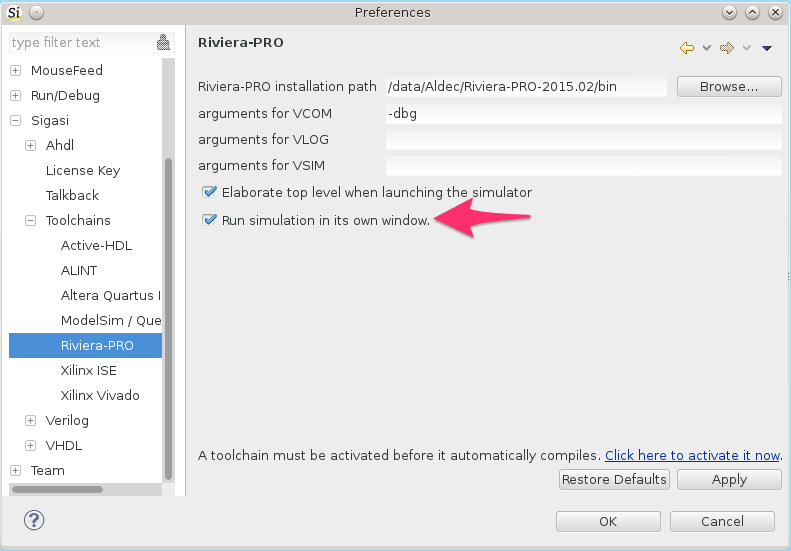 Si
Preferences
type filter text
MouseFeed
Run/Debug
Sigasi
Ahdl
License Key
Talkback
Toolchains
Active-HDL
ALINT
Altera Quartus I
ModelSim / Que
Riviera-PRO
Xilinx ISE
Xilinx Vivado
Verilog
VHDL
Team
Riviera-PRO
Riviera-PRO installation path /data/Aldec/Riviera-PRO-2015.02/bin Browse...
arguments for VCOM -dbg
arguments for VLOG
arguments for VSIM
Elaborate top level when launching the simulator
Run simulation in its own window.
A toolchain must be activated before it automatically compiles. Click here to activate it now.
Restore Defaults Apply
? OK Cancel